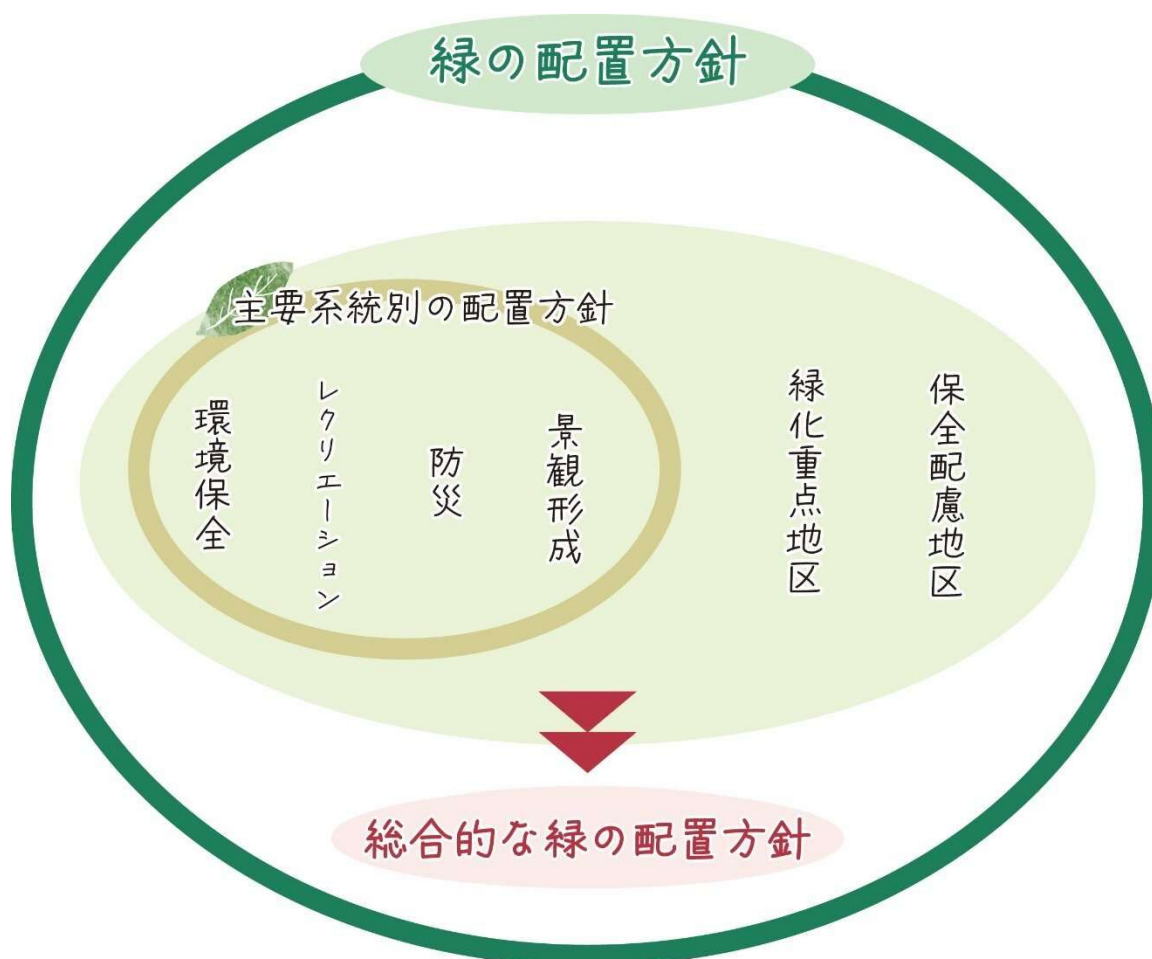 緑の配置方針
主要系統別の配置方針
環境保全
レクリエーション
防災
景観形成
緑化重点地区
保全配慮地区
総合的な緑の配置方針